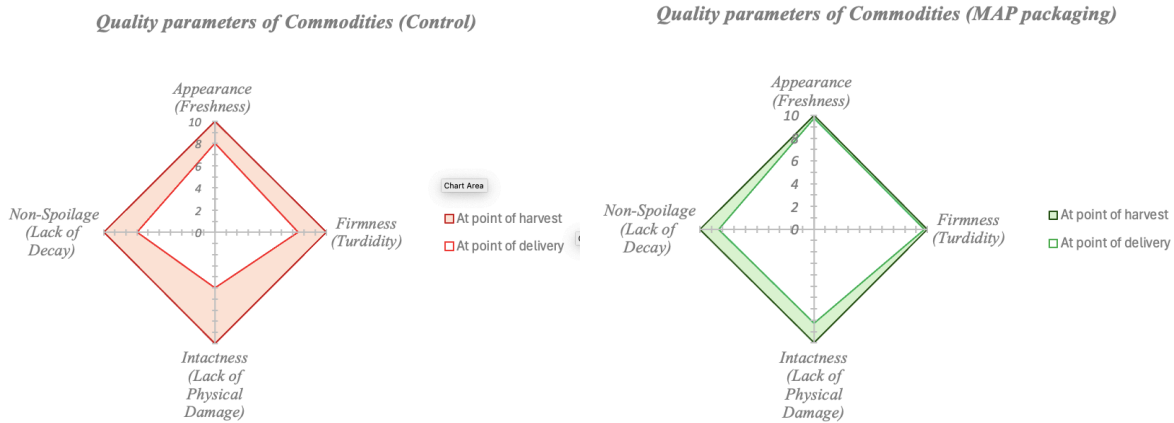 Quality parameters of Commodities (Control)
Appearance
(Freshness)
10
8
6
4
2
0
Non-Spoilage
(Lack of
Decay)
Firmness
(Turdidity)
Intactness
(Lack of
Physical
Damage)
Chart Area
At point of harvest
At point of delivery
Quality parameters of Commodities (MAP packaging)
Appearance
(Freshness)
10
8
6
4
2
0
Non-Spoilage
(Lack of
Decay)
Firmness
(Turdidity)
Intactness
(Lack of
Physical
Damage)
At point of harvest
At point of delivery